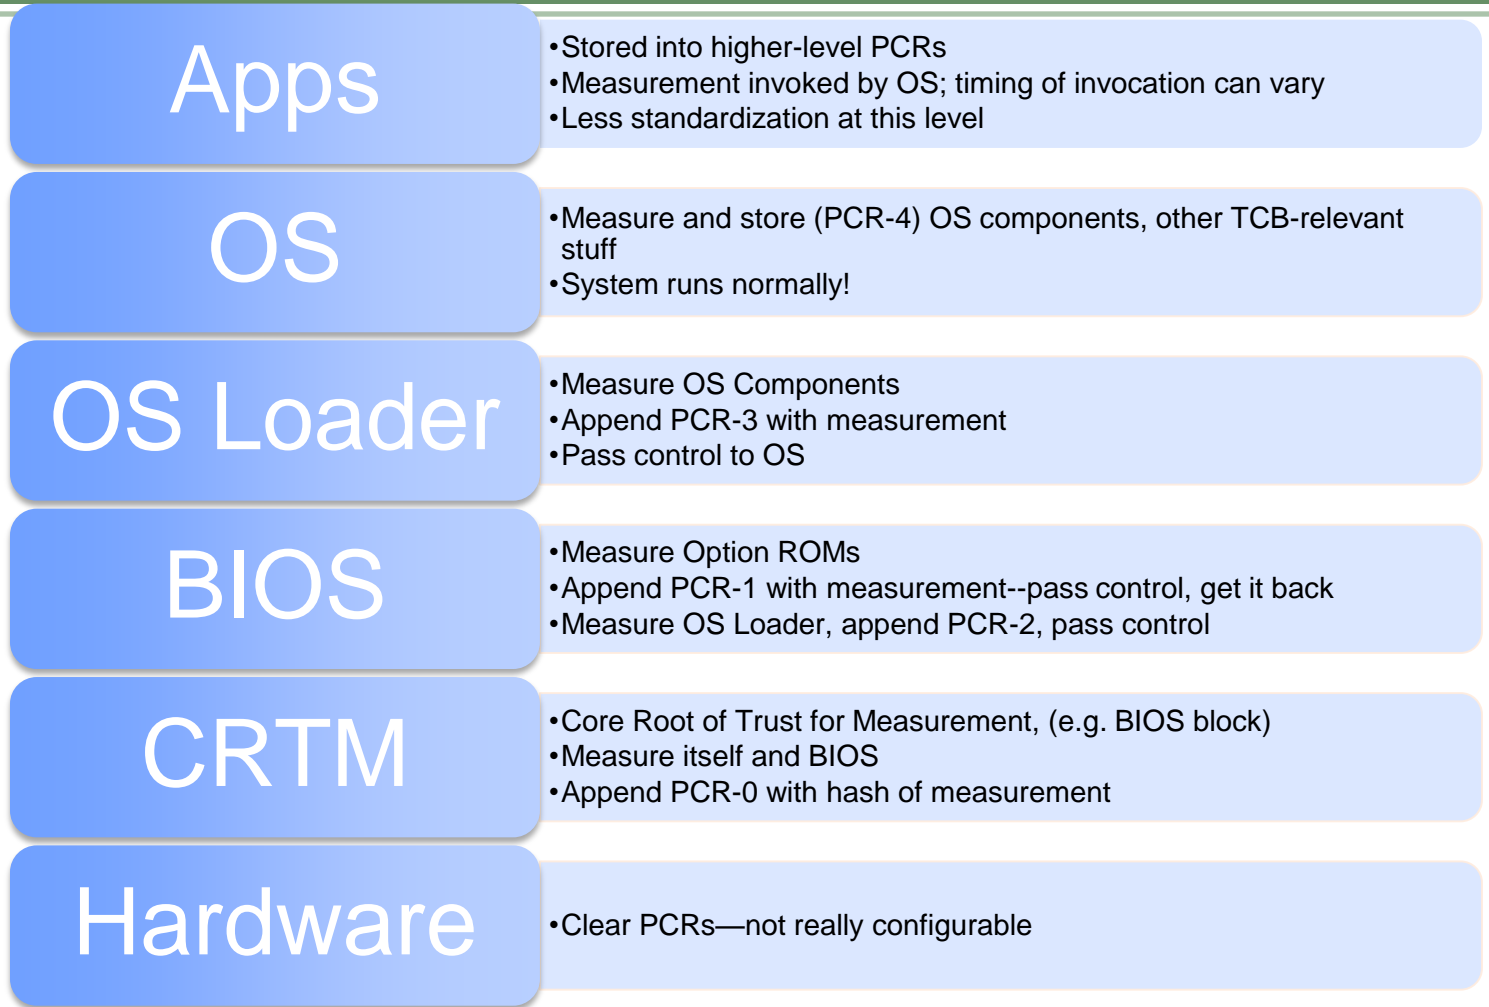 Apps
•Stored into higher-level PCRs
•Measurement invoked by OS; timing of invocation can vary
•Less standardization at this level
OS
•Measure and store (PCR-4) OS components, other TCB-relevant
stuff
•System runs normally!
OS Loader
•Measure OS Components
•Append PCR-3 with measurement
•Pass control to OS
BIOS
•Measure Option ROMs
•Append PCR-1 with measurement--pass control, get it back
•Measure OS Loader, append PCR-2, pass control
CRTM
•Core Root of Trust for Measurement, (e.g. BIOS block)
•Measure itself and BIOS
•Append PCR-0 with hash of measurement
Hardware
•Clear PCRs—not really configurable